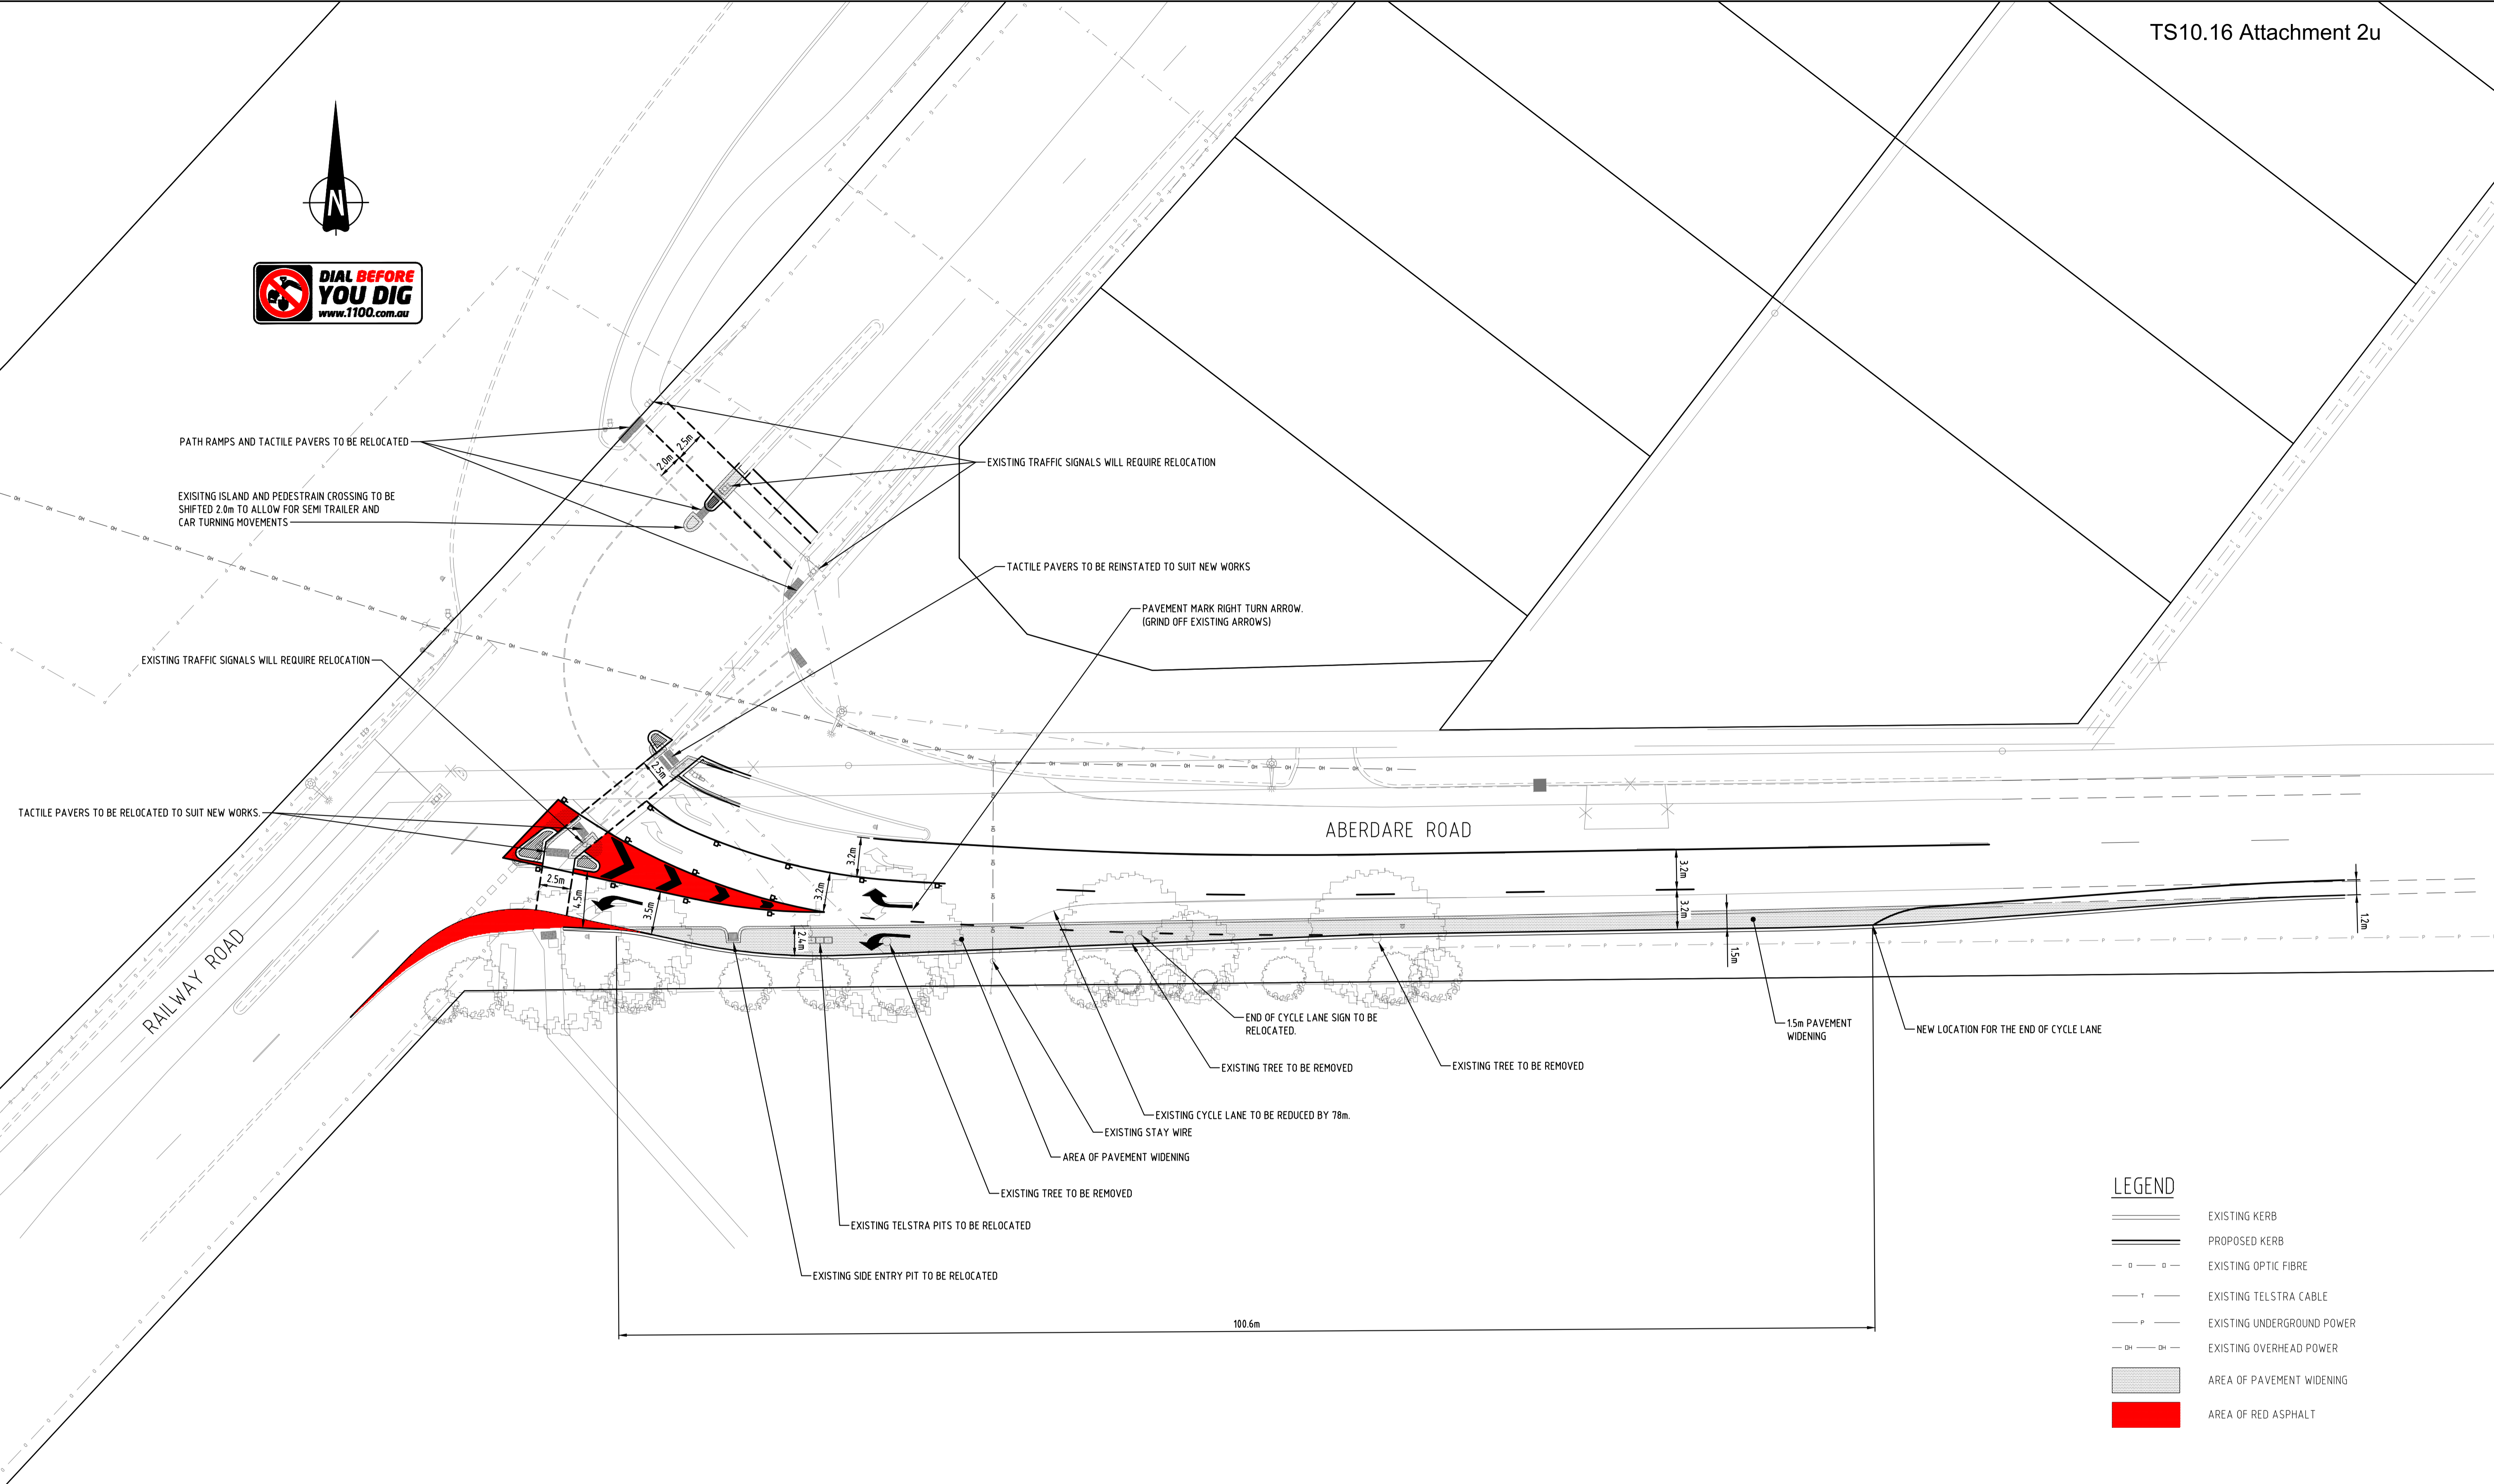 TS10.16 Attachment 2u
N
DIAL BEFORE
YOU DIG
www.1100.com.au
PATH RAMPS AND TACTILE PAVERS TO BE RELOCATED
2.5m
2.0m
EXISTING TRAFFIC SIGNALS WILL REQUIRE RELOCATION
EXISITNG ISLAND AND PEDESTRAIN CROSSING TO BE
SHIFTED 2.0m TO ALLOW FOR SEMI TRAILER AND
CAR TURNING MOVEMENTS
TACTILE PAVERS TO BE REINSTATED TO SUIT NEW WORKS
PAVEMENT MARK RIGHT TURN ARROW.
(GRIND OFF EXISTING ARROWS)
EXISTING TRAFFIC SIGNALS WILL REQUIRE RELOCATION
2.5m
TACTILE PAVERS TO BE RELOCATED TO SUIT NEW WORKS.
ABERDARE ROAD
3.2m
3.2m
2.5m
4.5m
3.5m
3.2m
3.2m
2.4m
1.5m
1.2m
RAILWAY ROAD
END OF CYCLE LANE SIGN TO BE
RELOCATED.
1.5m PAVEMENT
WIDENING
NEW LOCATION FOR THE END OF CYCLE LANE
EXISTING TREE TO BE REMOVED
EXISTING TREE TO BE REMOVED
EXISTING CYCLE LANE TO BE REDUCED BY 78m.
EXISTING STAY WIRE
AREA OF PAVEMENT WIDENING
EXISTING TREE TO BE REMOVED
EXISTING TELSTRA PITS TO BE RELOCATED
EXISTING SIDE ENTRY PIT TO BE RELOCATED
100.6m
LEGEND
EXISTING KERB
PROPOSED KERB
EXISTING OPTIC FIBRE
T EXISTING TELSTRA CABLE
P EXISTING UNDERGROUND POWER
OH OH EXISTING OVERHEAD POWER
AREA OF PAVEMENT WIDENING
AREA OF RED ASPHALT